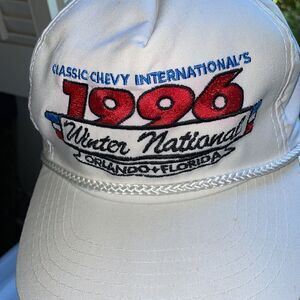 CLASSIC CHEVY INTERNATIONAL'S
1996
Winter National
ORLANDO✦FLORIDA